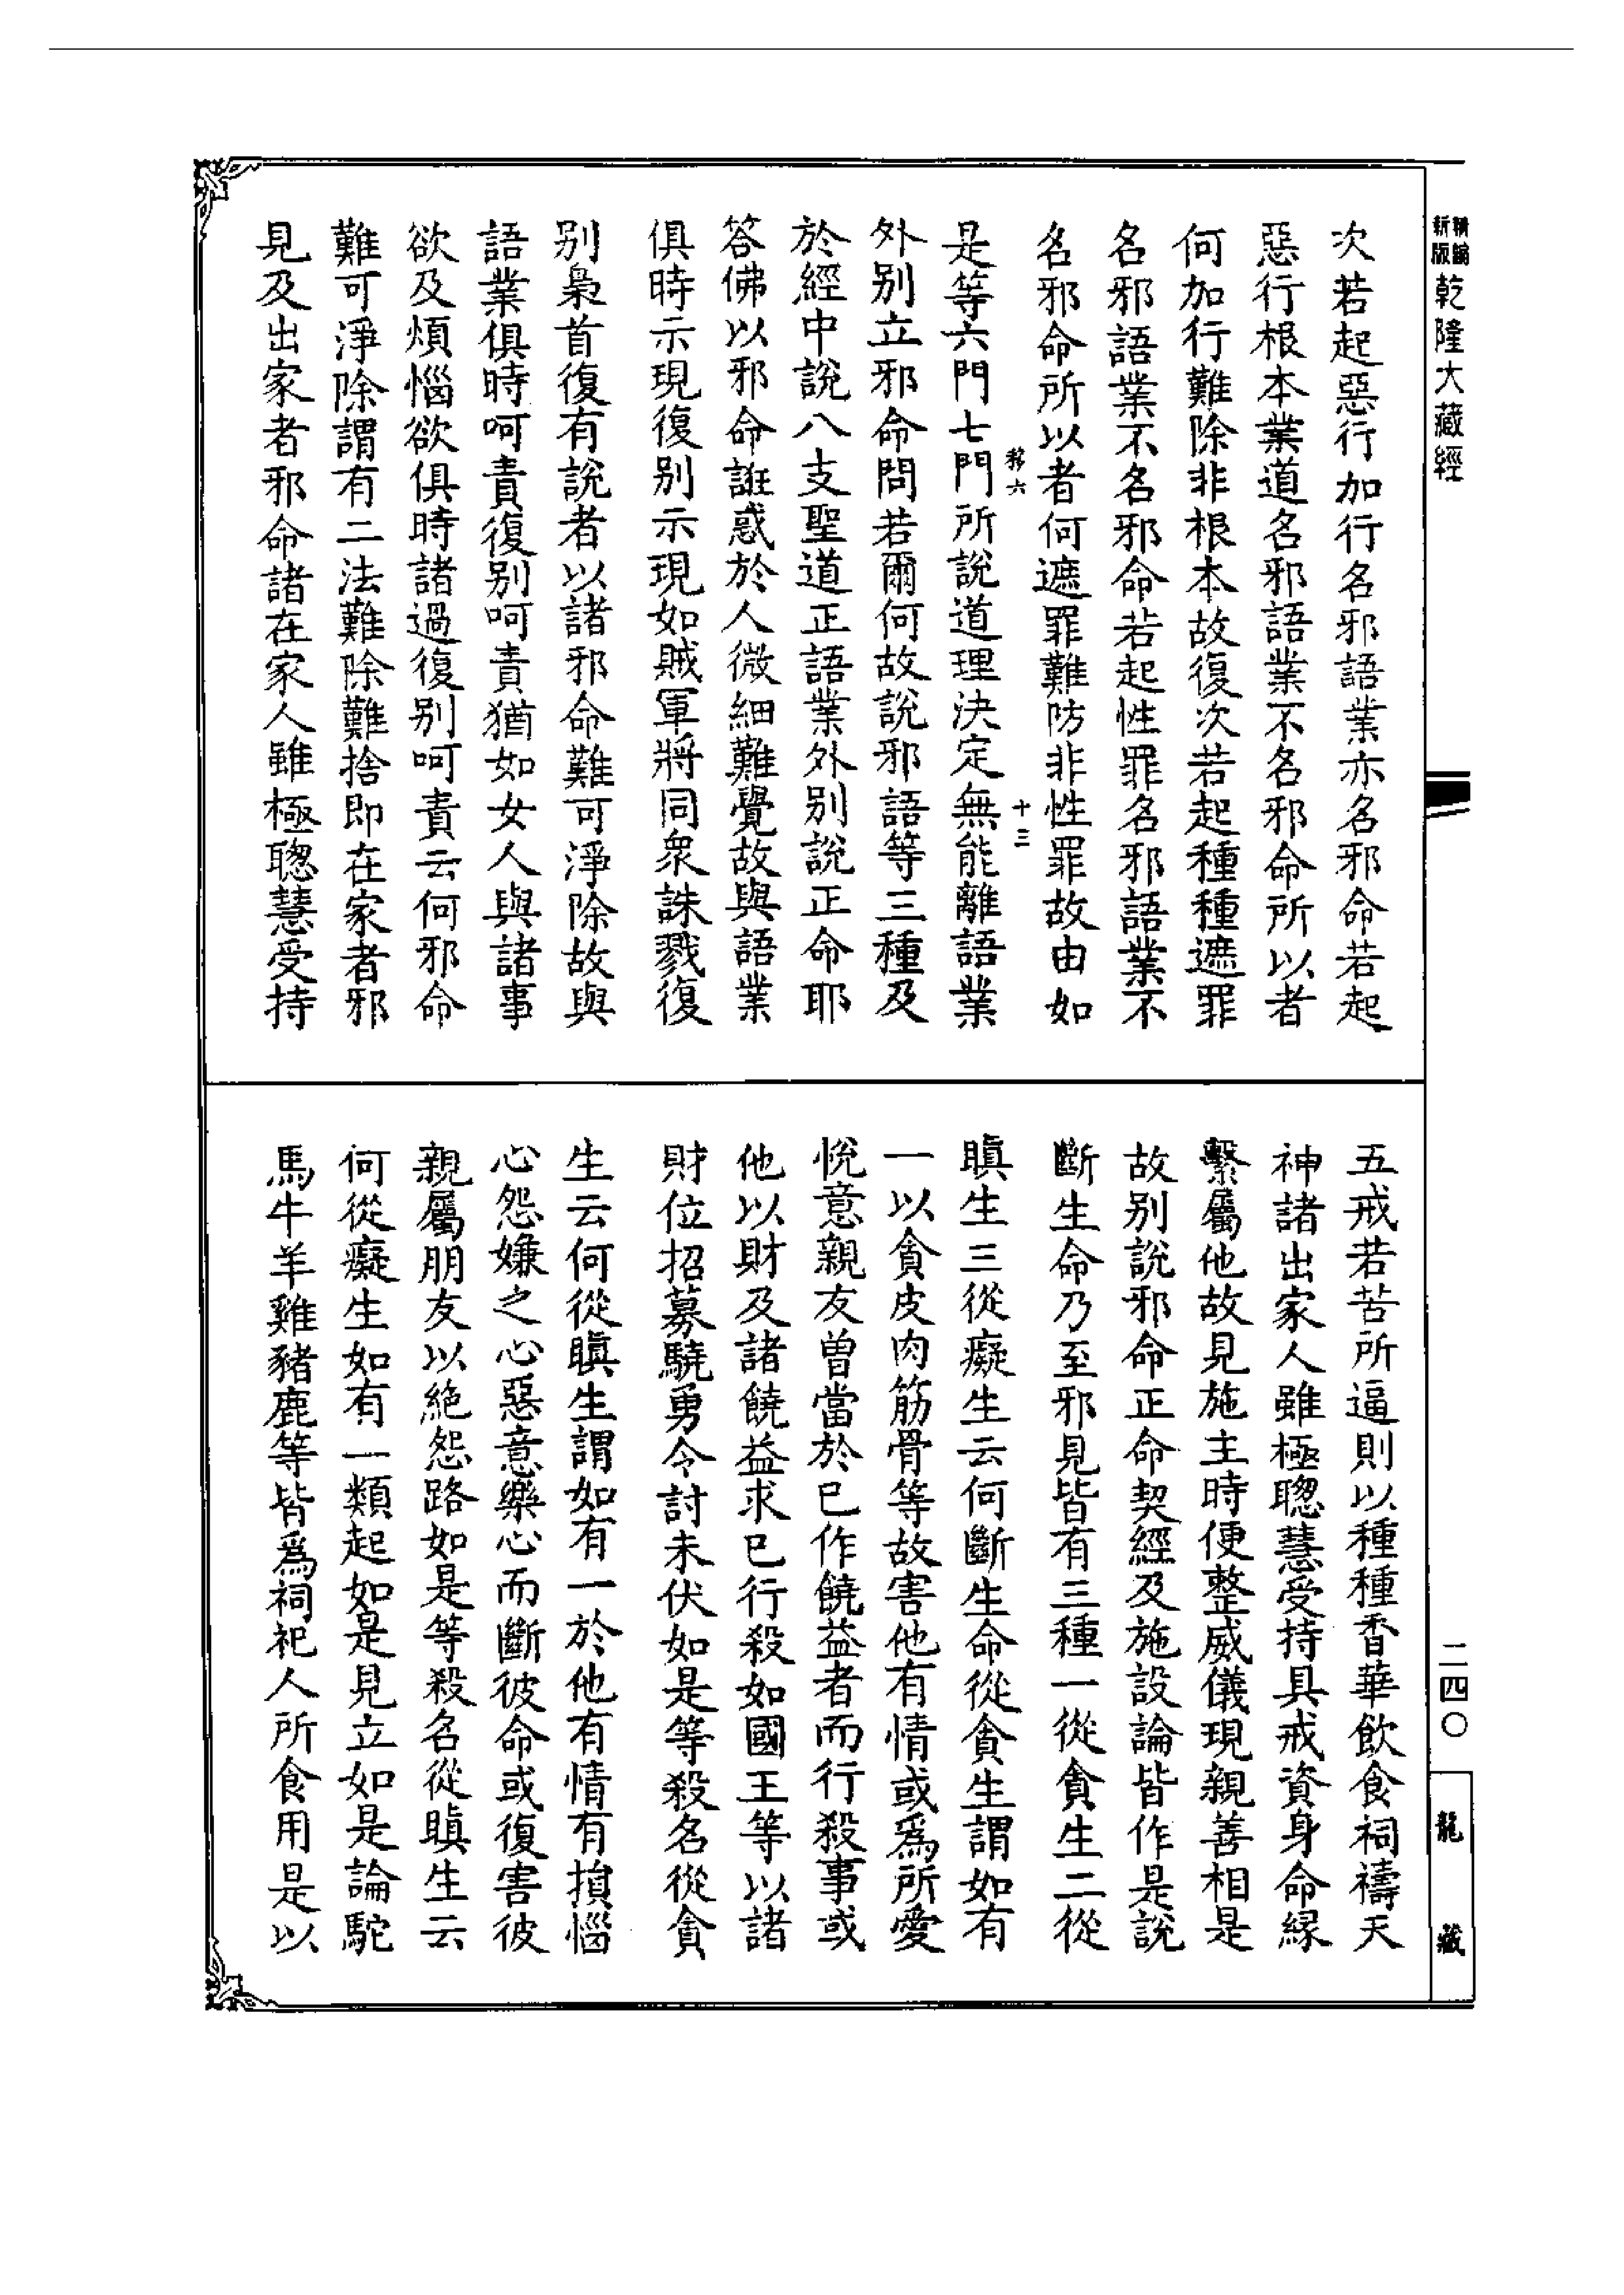 新編
新版
乾隆大藏經
次若起惡行加行名邪語業亦名邪命若起
惡行根本業道名邪語業不名邪命所以者
何加行難除非根本故復次若起種種遮罪
名邪語業不名邪命若起性罪名邪語業不
名邪命所以者何遮罪難防非性罪故由如
移六
十三
是等六門七門所說道理決定無能離語業
外別立邪命問若爾何故說邪語等三種及
於經中說八支聖道正語業外別說正命耶
答佛以邪命誑惑於人微細難覺故與語業
俱時示現復別示現如賊軍將同衆誅戮復
別梟首復有說者以諸邪命難可淨除故與
語業俱時呵責復別呵責猶如女人與諸事
欲及煩惱欲俱時諸過復別呵責云何邪命
難可淨除謂有二法難除難捨即在家者邪
見及出家者邪命諸在家人雖極聰慧受持
五戒若苦所逼則以種種香華飲食祠禱天
神諸出家人雖極聰慧受持具戒資身命緣
繫屬他故見施主時便整威儀現親善相是
故別說邪命正命契經及施設論皆作是說
斷生命乃至邪見皆有三種一從貪生二從
瞋生三從癡生云何斷生命從貪生謂如有
一以貪皮肉筋骨等故害他有情或爲所愛
悅意親友曾當於已作饒益者而行殺事或
他以財及諸饒益求已行殺如國王等以諸
財位招募驍勇令討未伏如是等殺名從貪
生云何從瞋生謂如有一於他有情有損惱
心怨嫌之心惡意樂心而斷彼命或復害彼
親屬朋友以絶怨路如是等殺名從瞋生云
何從癡生如有一類起如是見立如是論駝
馬牛羊雞豬鹿等皆爲祠祀人所食用是以
二四〇
龍藏